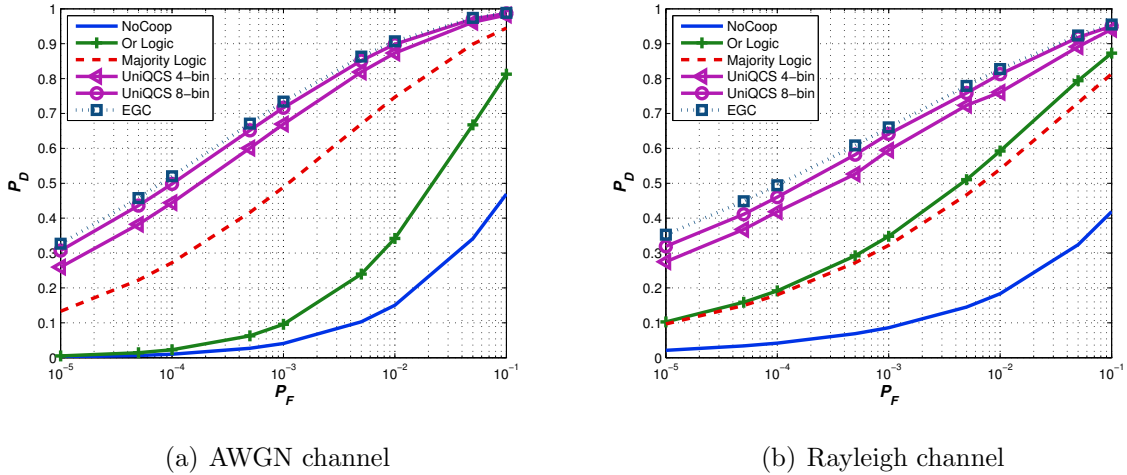 1
0.9
0.8
0.7
0.6
0.5
0.4
0.3
0.2
0.1
0
P_D
NoCoop
Or Logic
Majority Logic
UniQCS 4−bin
UniQCS 8−bin
EGC
10^−5
10^−4
10^−3
10^−2
10^−1
P_F
(a) AWGN channel
1
0.9
0.8
0.7
0.6
0.5
0.4
0.3
0.2
0.1
0
P_D
NoCoop
Or Logic
Majority Logic
UniQCS 4−bin
UniQCS 8−bin
EGC
10^−5
10^−4
10^−3
10^−2
10^−1
P_F
(b) Rayleigh channel